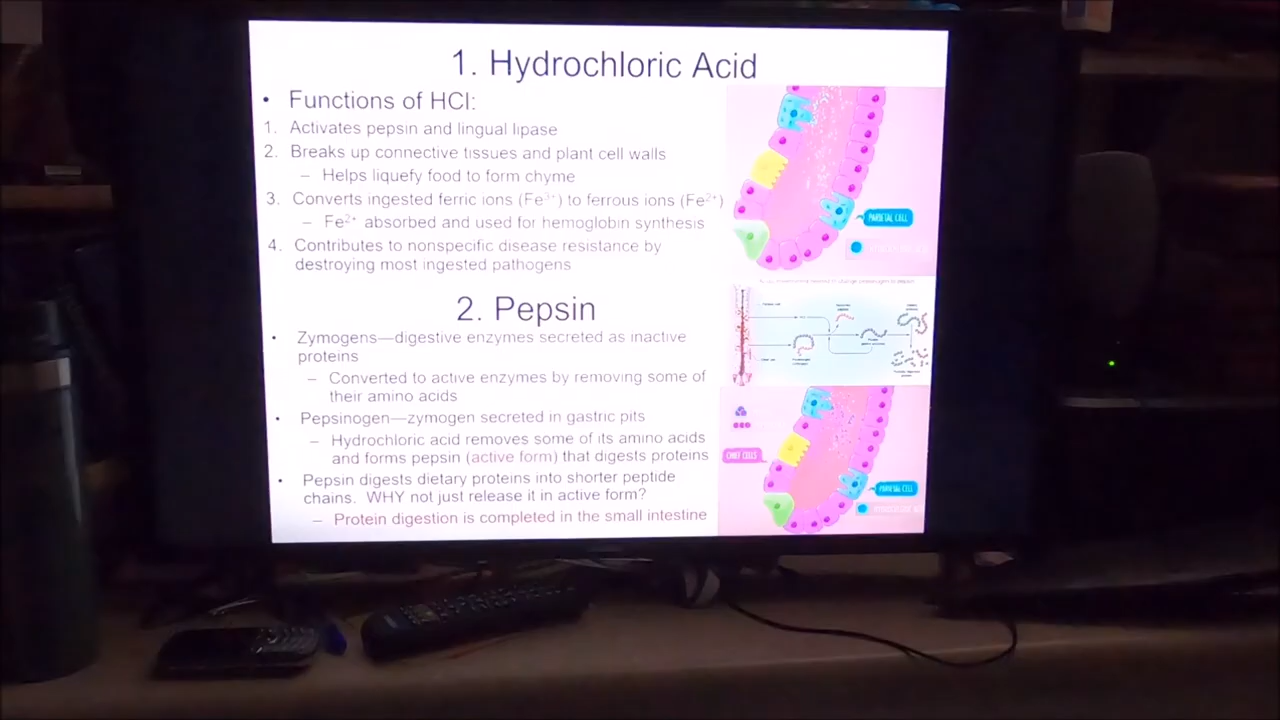 1. Hydrochloric Acid
• Functions of HCl:
1. Activates pepsin and lingual lipase
2. Breaks up connective tissues and plant cell walls
– Helps liquefy food to form chyme
3. Converts ingested ferric ions (Fe³⁺) to ferrous ions (Fe²⁺)
– Fe²⁺ absorbed and used for hemoglobin synthesis
4. Contributes to nonspecific disease resistance by
destroying most ingested pathogens
PARIETAL CELL
2. Pepsin
• Zymogens—digestive enzymes secreted as inactive
proteins
– Converted to active enzymes by removing some of
their amino acids
• Pepsinogen—zymogen secreted in gastric pits
– Hydrochloric acid removes some of its amino acids
and forms pepsin (active form) that digests proteins
• Pepsin digests dietary proteins into shorter peptide
chains. WHY not just release it in active form?
– Protein digestion is completed in the small intestine
CHIEF CELLS
PARIETAL CELL